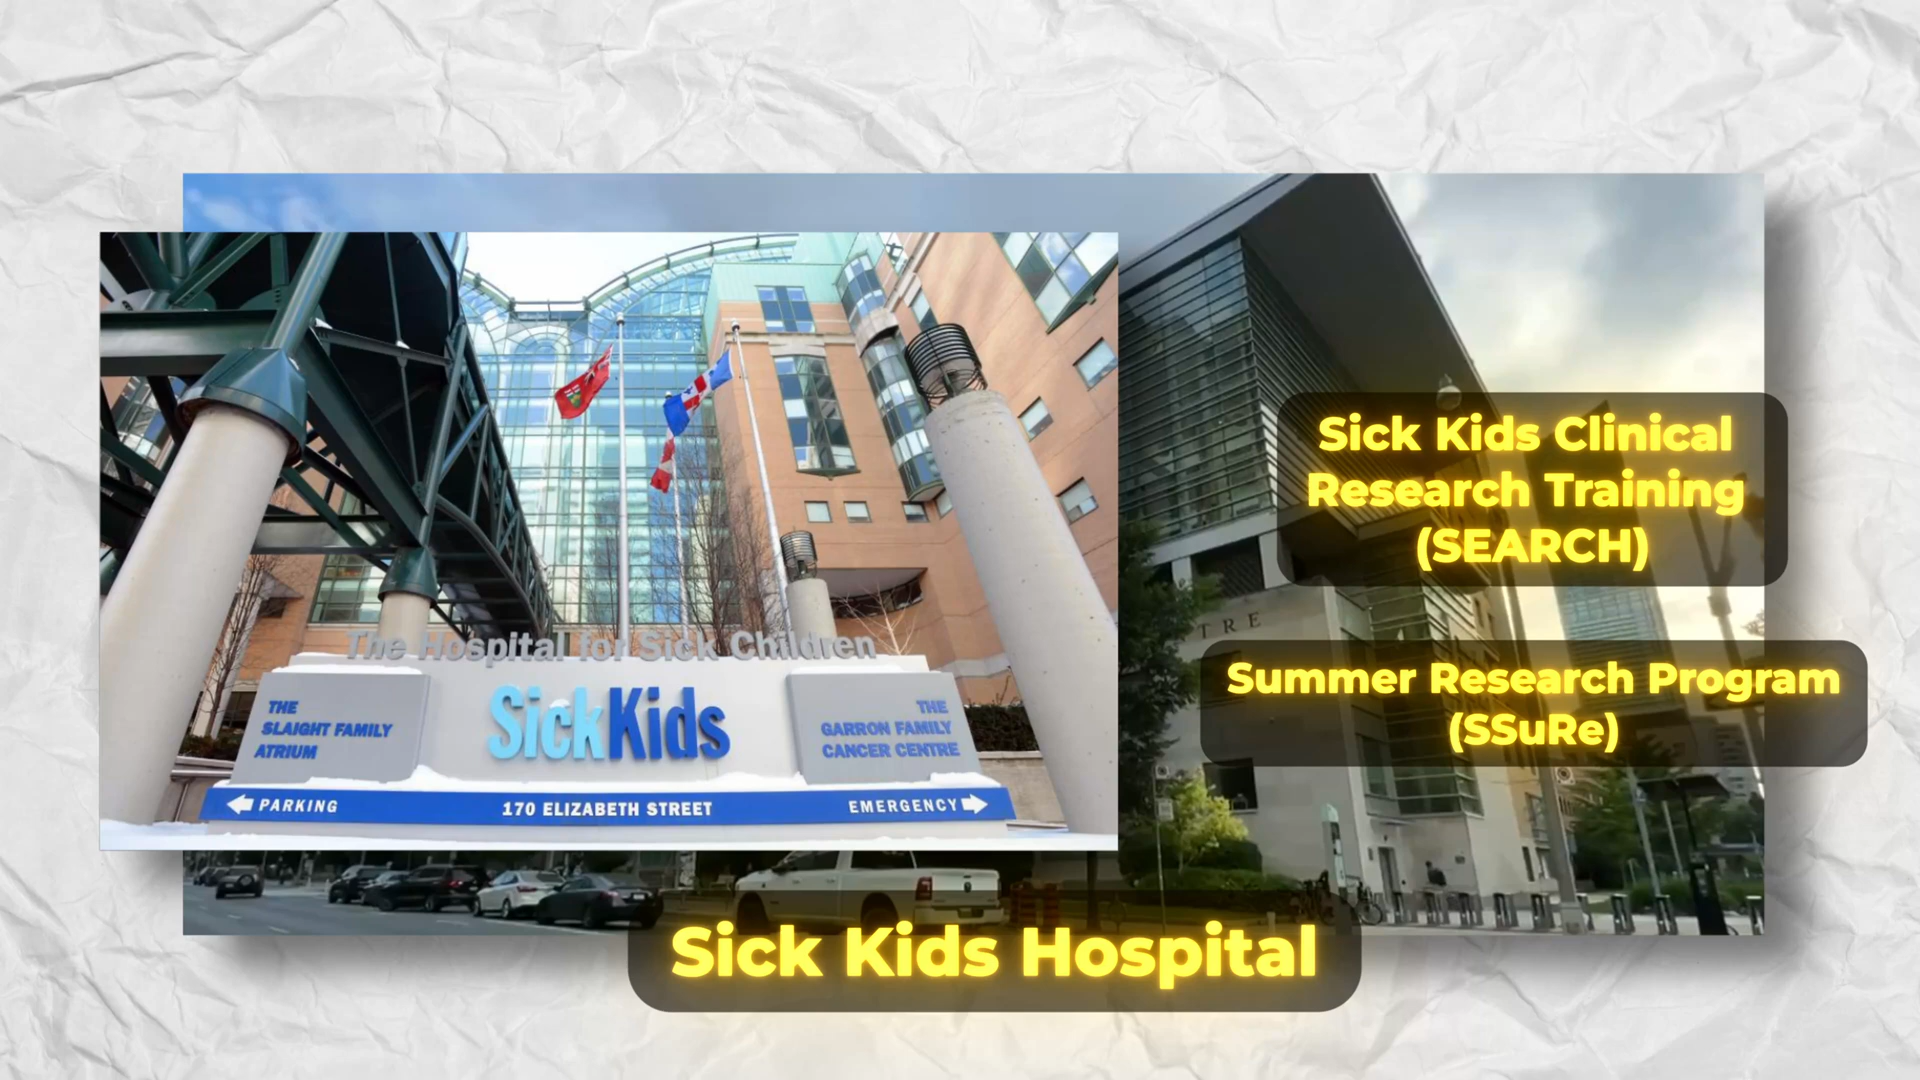 The Hospital for Sick Children
SickKids
THE
SLAIGHT FAMILY
ATRIUM
THE
GARRON FAMILY
CANCER CENTRE
PARKING
170 ELIZABETH STREET
EMERGENCY
TRE
Sick Kids Clinical
Research Training
(SEARCH)
Summer Research Program
(SSuRe)
Sick Kids Hospital